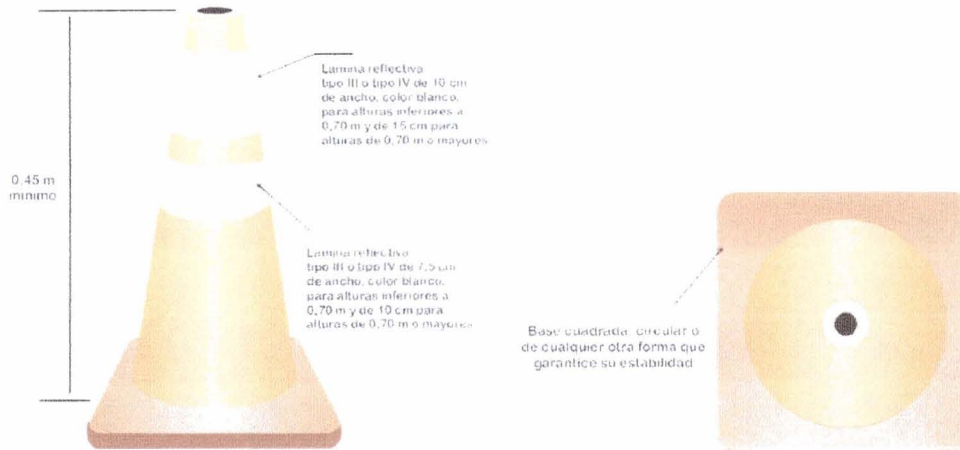 Lamina reflectiva
tipo III o tipo IV de 10 cm
de ancho, color blanco,
para alturas inferiores a
0,70 m y de 15 cm para
alturas de 0,70 m o mayores
0,45 m
mínimo
Lamina reflectiva
tipo III o tipo IV de 7,5 cm
de ancho, color blanco,
para alturas inferiores a
0,70 m y de 10 cm para
alturas de 0,70 m o mayores
Base cuadrada, circular o
de cualquier otra forma que
garantice su estabilidad